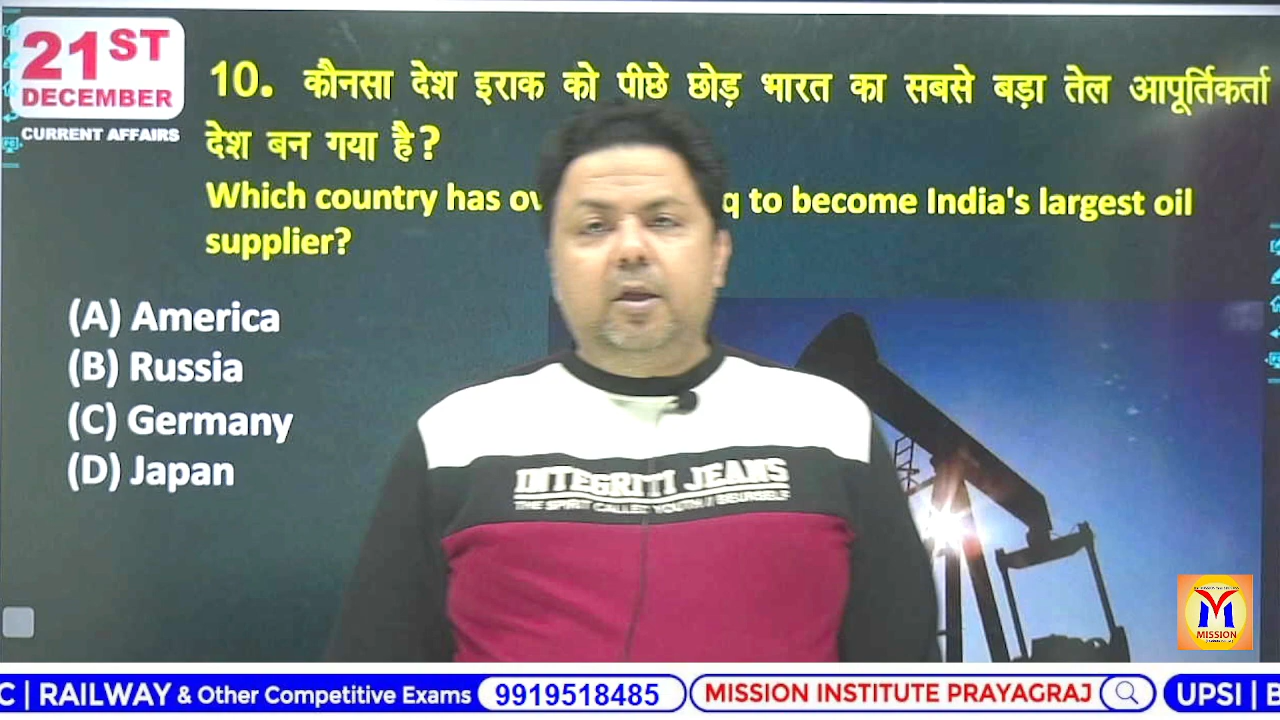 21ST
DECEMBER
CURRENT AFFAIRS
10. कौनसा देश इराक को पीछे छोड़ भारत का सबसे बड़ा तेल आपूर्तिकर्ता
देश बन गया है?
Which country has q to become India's largest oil
supplier?
(A) America
(B) Russia
(C) Germany
(D) Japan
INTEGRITI JEANS
MISSION
C | RAILWAY & Other Competitive Exams 9919518485 MISSION INSTITUTE PRAYAGRAJ UPSI | B